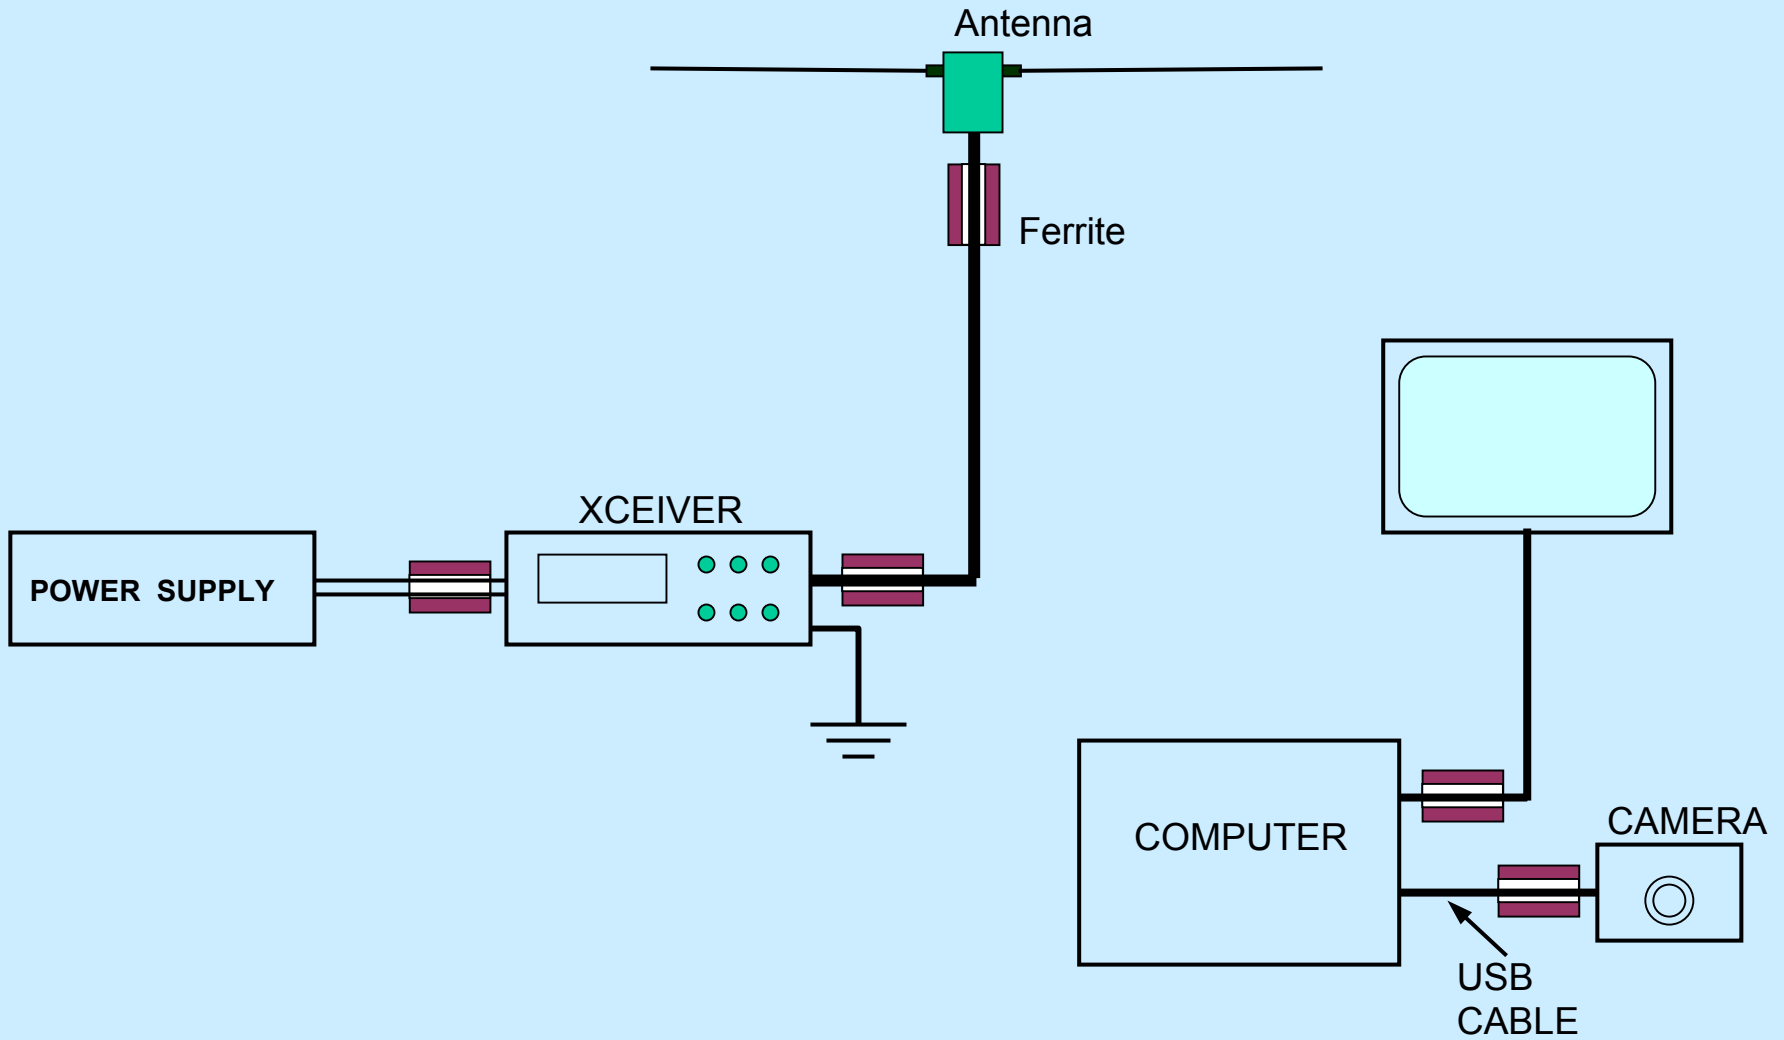 Antenna
Ferrite
XCEIVER
POWER SUPPLY
COMPUTER
CAMERA
USB
CABLE